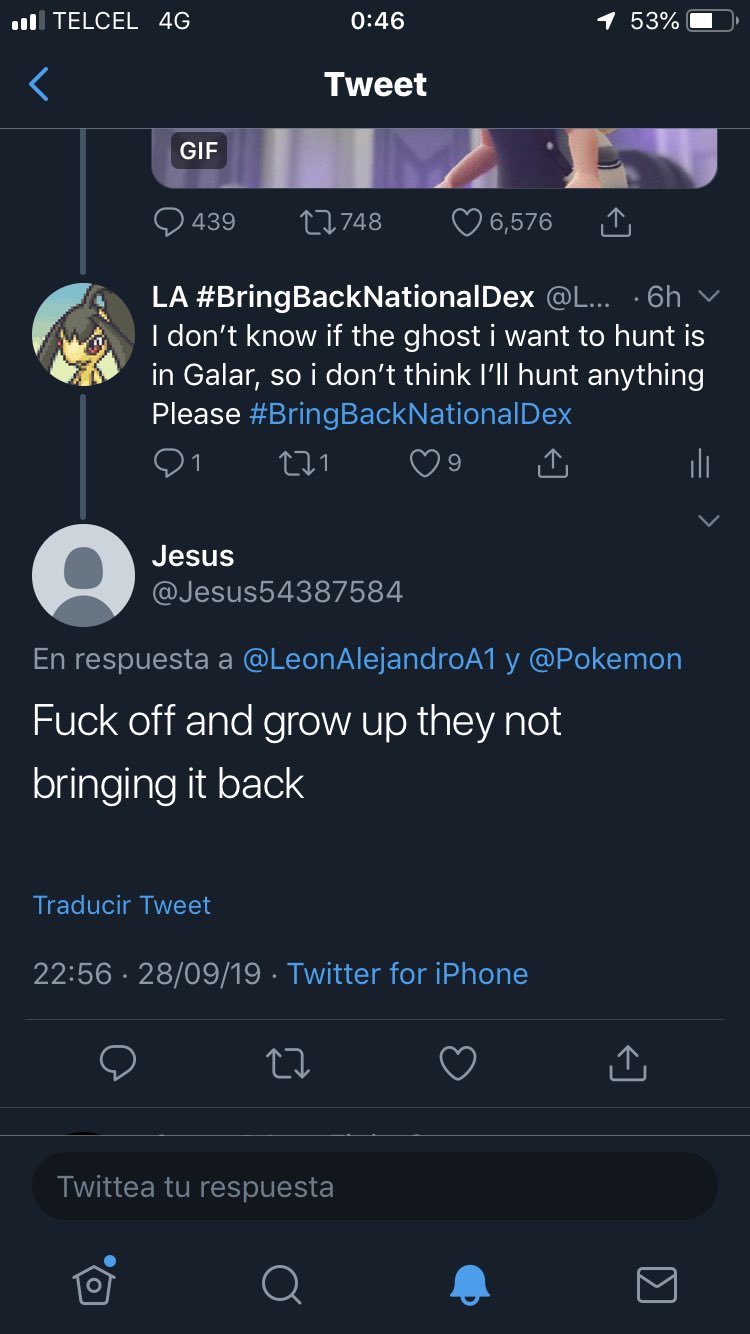 TELCEL 4G 0:46 53%
Tweet
GIF
439 748 6,576
LA #BringBackNationalDex @L... · 6h
I don’t know if the ghost i want to hunt is
in Galar, so i don’t think I’ll hunt anything
Please #BringBackNationalDex
1 1 9
Jesus
@Jesus54387584
En respuesta a @LeonAlejandroA1 y @Pokemon
Fuck off and grow up they not
bringing it back
Traducir Tweet
22:56 · 28/09/19 · Twitter for iPhone
Twittea tu respuesta